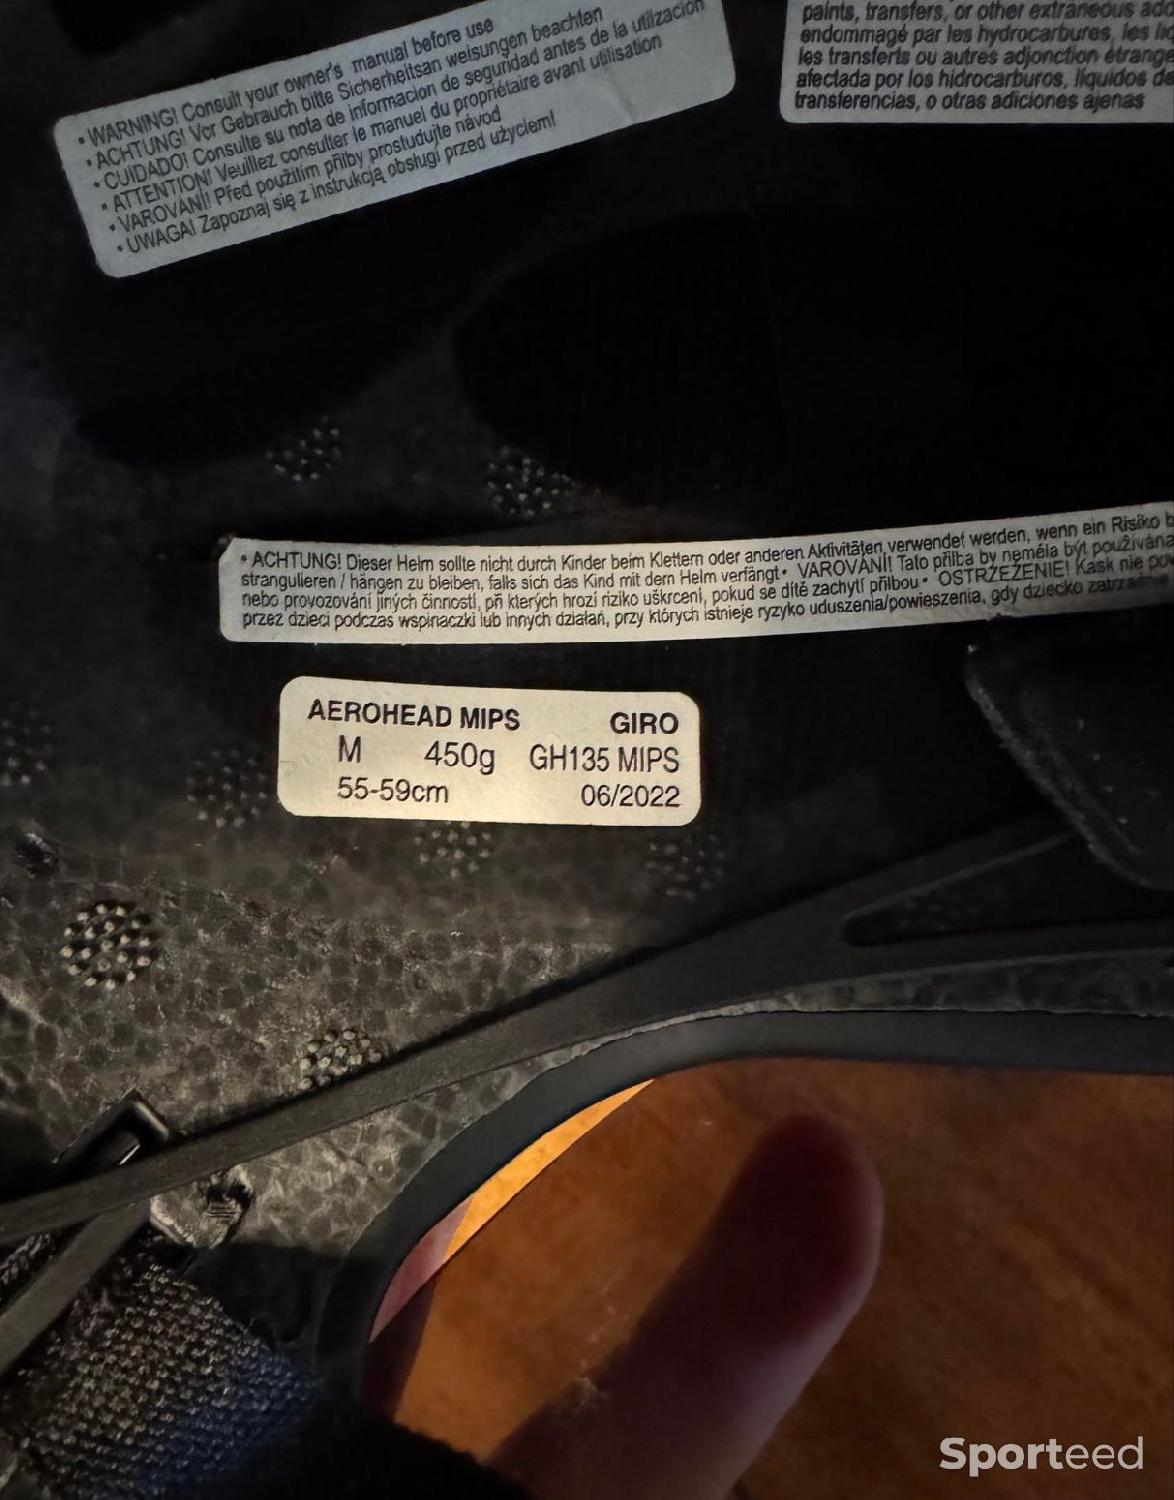 • WARNING! Consult your owner's manual before use
• ACHTUNG! Vor Gebrauch bitte Sicherheitsan weisungen beachten
• CUIDADO! Consulte su nota de informacion de seguridad antes de la utilzación
• ATTENTION! Veuillez consulter le manuel du propriétaire avant utilisation
• VAROVÁNÍ! Před použitím přilby prostudujte návod
• UWAGA! Zapoznaj się z instrukcją obsługi przed użyciem!
paints, transfers, or other extraneous
endommagé par les hydrocarbures, les
les transferts ou autres adjonction
afectada por los hidrocarburos, líquidos
transferencias, o otras adiciones ajenas
• ACHTUNG! Dieser Helm sollte nicht durch Kinder beim Klettern oder anderen Aktivitäten verwendet werden, wenn ein Risiko
strangulieren / hängen zu bleiben, falls sich das Kind mit dem Helm verfängt • VAROVÁNÍ! Tato přilba by neměla být používána
nebo provozování jiných činností, při kterých hrozí riziko uškrcení, pokud se dítě zachytí přilbou • OSTRZEŻENIE! Kask nie
przez dzieci podczas wspinaczki lub innych działań, przy których istnieje ryzyko uduszenia/powieszenia, gdy dziecko
AEROHEAD MIPS GIRO
M 450g GH135 MIPS
55-59cm 06/2022
Sporteed